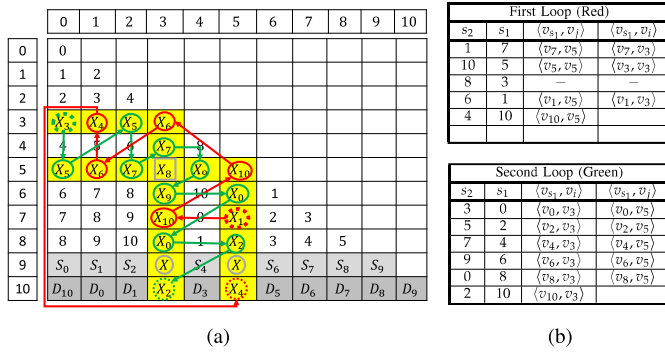 0 1 2 3 4 5 6 7 8 9 10
0 0
1 1 2
2 2 3 4
3 X₃ X₄ X₅ X₆
4 4 5 6 X₇ 8
5 X₅ X₆ X₇ X₈ X₉ X₁₀
6 6 7 8 X₉ 10 X₀ 1
7 7 8 9 X₁₀ 0 X₁ 2 3
8 8 9 10 X₀ 1 X₂ 3 4 5
9 S₀ S₁ S₂ X S₄ X S₆ S₇ S₈ S₉
10 D₁₀ D₀ D₁ X₂ D₃ X₄ D₅ D₆ D₇ D₈ D₉
(a)
First Loop (Red)
s₂ s₁ ⟨vₛ₁, vⱼ⟩ ⟨vₛ₁, vᵢ⟩
1 7 ⟨v₇, v₅⟩ ⟨v₇, v₃⟩
10 5 ⟨v₅, v₅⟩ ⟨v₃, v₃⟩
8 3 − −
6 1 ⟨v₁, v₅⟩ ⟨v₁, v₃⟩
4 10 ⟨v₁₀, v₅⟩
Second Loop (Green)
s₂ s₁ ⟨vₛ₁, vᵢ⟩ ⟨vₛ₁, vⱼ⟩
3 0 ⟨v₀, v₃⟩ ⟨v₀, v₅⟩
5 2 ⟨v₂, v₃⟩ ⟨v₂, v₅⟩
7 4 ⟨v₄, v₃⟩ ⟨v₄, v₅⟩
9 6 ⟨v₆, v₃⟩ ⟨v₆, v₅⟩
0 8 ⟨v₈, v₃⟩ ⟨v₈, v₅⟩
2 10 ⟨v₁₀, v₃⟩
(b)